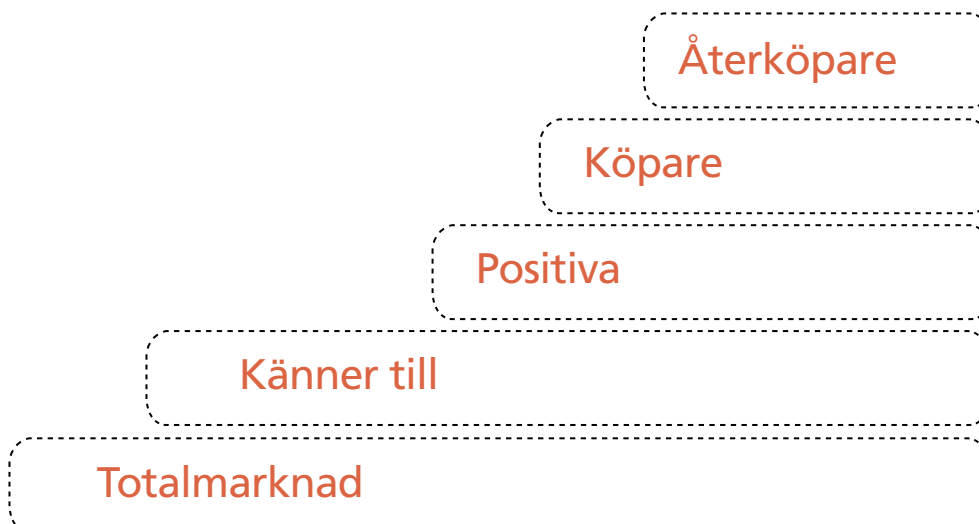 Återköpare
Köpare
Positiva
Känner till
Totalmarknad